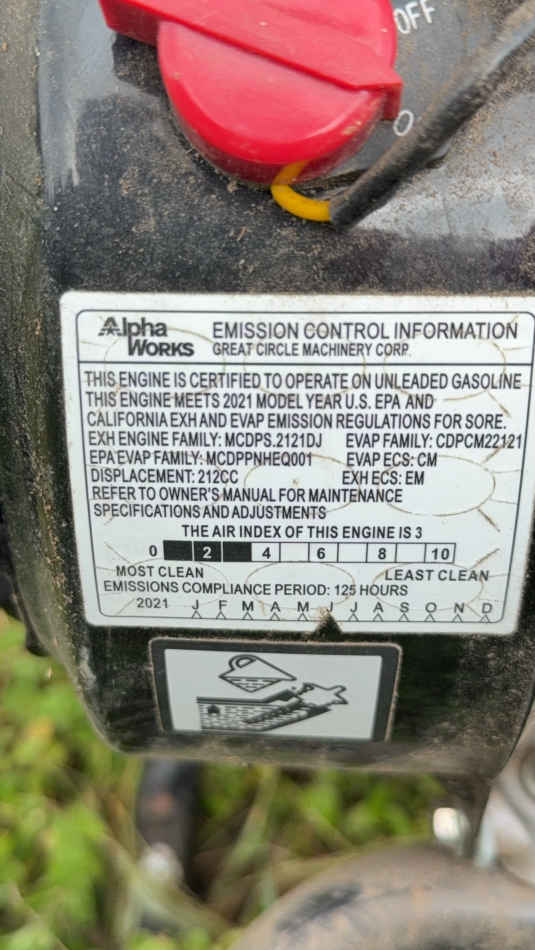 OFF
O
Alpha
WORKS
EMISSION CONTROL INFORMATION
GREAT CIRCLE MACHINERY CORP.
THIS ENGINE IS CERTIFIED TO OPERATE ON UNLEADED GASOLINE
THIS ENGINE MEETS 2021 MODEL YEAR U.S. EPA AND
CALIFORNIA EXH AND EVAP EMISSION REGULATIONS FOR SORE.
EXH ENGINE FAMILY: MCDPS.2121DJ EVAP FAMILY: CDPCM22121
EPA EVAP FAMILY: MCDPPNHEQ001 EVAP ECS: CM
DISPLACEMENT: 212CC EXH ECS: EM
REFER TO OWNER'S MANUAL FOR MAINTENANCE
SPECIFICATIONS AND ADJUSTMENTS
THE AIR INDEX OF THIS ENGINE IS 3
0 2 4 6 8 10
MOST CLEAN LEAST CLEAN
EMISSIONS COMPLIANCE PERIOD: 125 HOURS
2021 J F M A M J J A S O N D